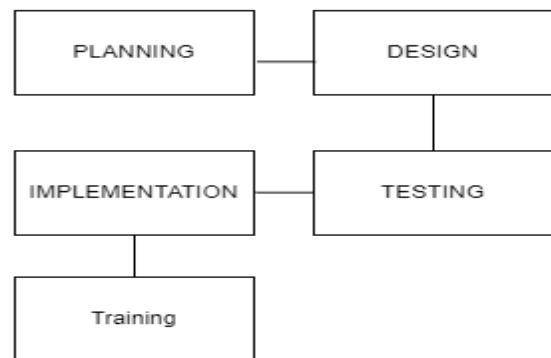 PLANNING
DESIGN
IMPLEMENTATION
TESTING
Training